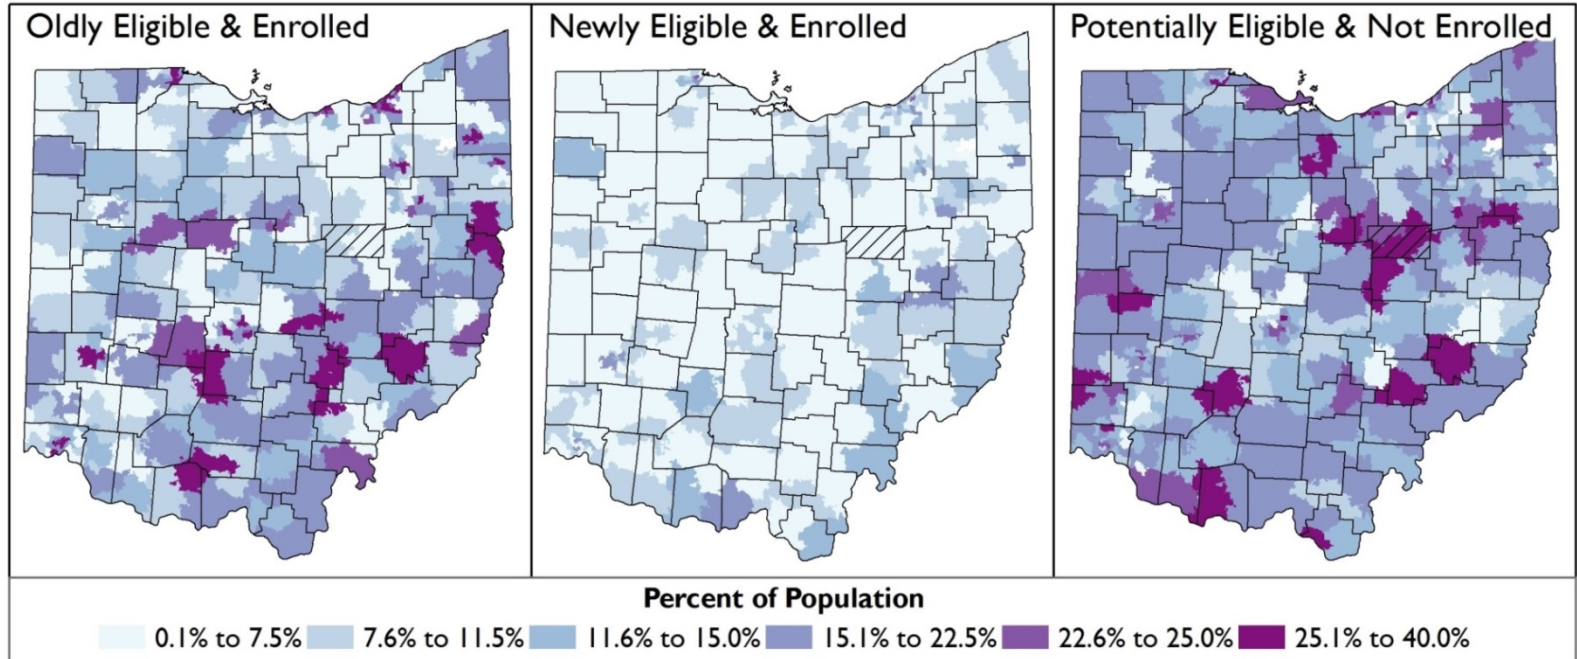 Oldly Eligible & Enrolled
Newly Eligible & Enrolled
Potentially Eligible & Not Enrolled
Percent of Population
0.1% to 7.5% 7.6% to 11.5% 11.6% to 15.0% 15.1% to 22.5% 22.6% to 25.0% 25.1% to 40.0%